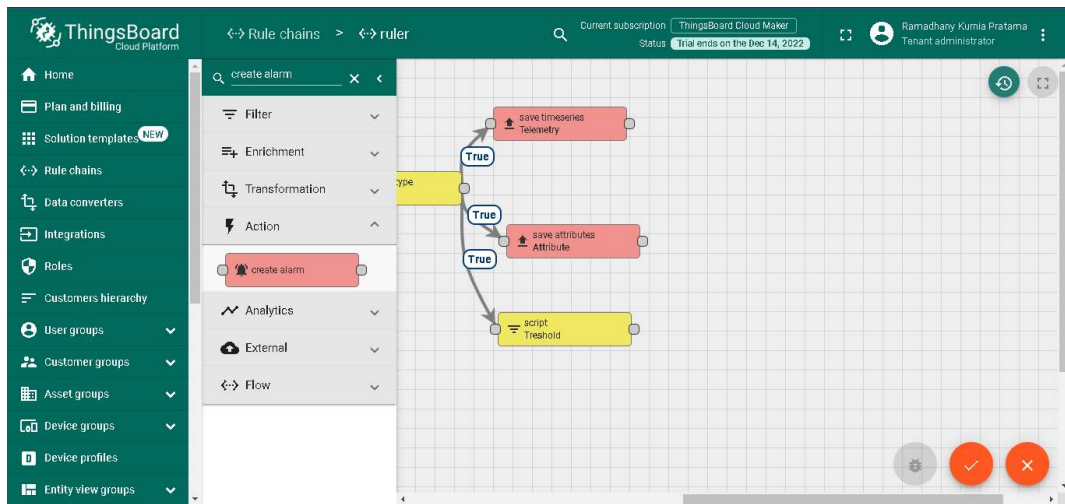 ThingsBoard
Cloud Platform
Rule chains > ruler
Current subscription ThingsBoard Cloud Maker
Status Trial ends on the Dec 14, 2022
Ramadhany Kurnia Pratama
Tenant administrator
Home
Plan and billing
Solution templates NEW
Rule chains
Data converters
Integrations
Roles
Customers hierarchy
User groups
Customer groups
Asset groups
Device groups
Device profiles
Entity view groups
create alarm
Filter
Enrichment
Transformation
Action
create alarm
Analytics
External
Flow
save timeseries
Telemetry
True
type
True
save attributes
Attribute
True
script
Treshold